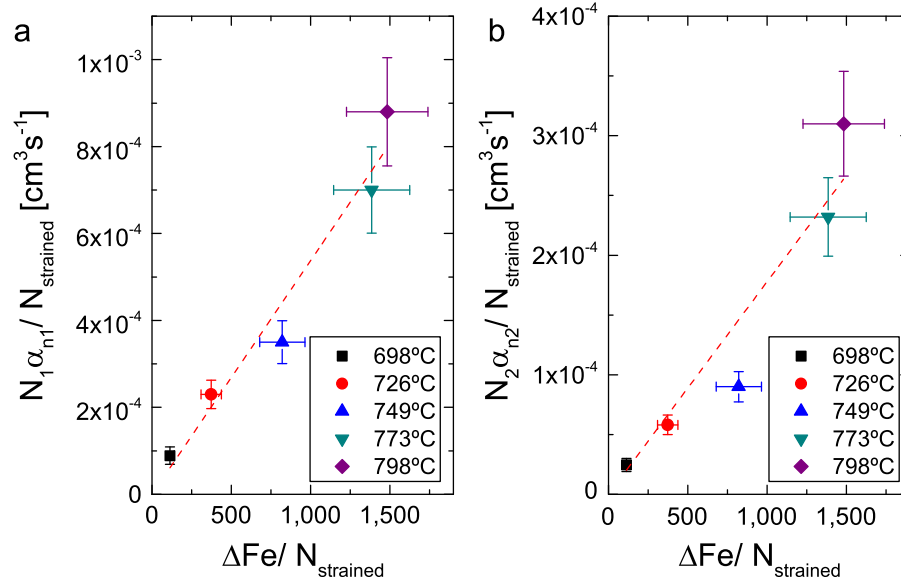 a
N₁αₙ₁/ N_strained [cm³s⁻¹]
1x10⁻³
8x10⁻⁴
6x10⁻⁴
4x10⁻⁴
2x10⁻⁴
0
0 500 1,000 1,500
ΔFe/ N_strained
698ºC
726ºC
749ºC
773ºC
798ºC
b
N₂αₙ₂/ N_strained [cm³s⁻¹]
4x10⁻⁴
3x10⁻⁴
2x10⁻⁴
1x10⁻⁴
0
0 500 1,000 1,500
ΔFe/ N_strained
698ºC
726ºC
749ºC
773ºC
798ºC